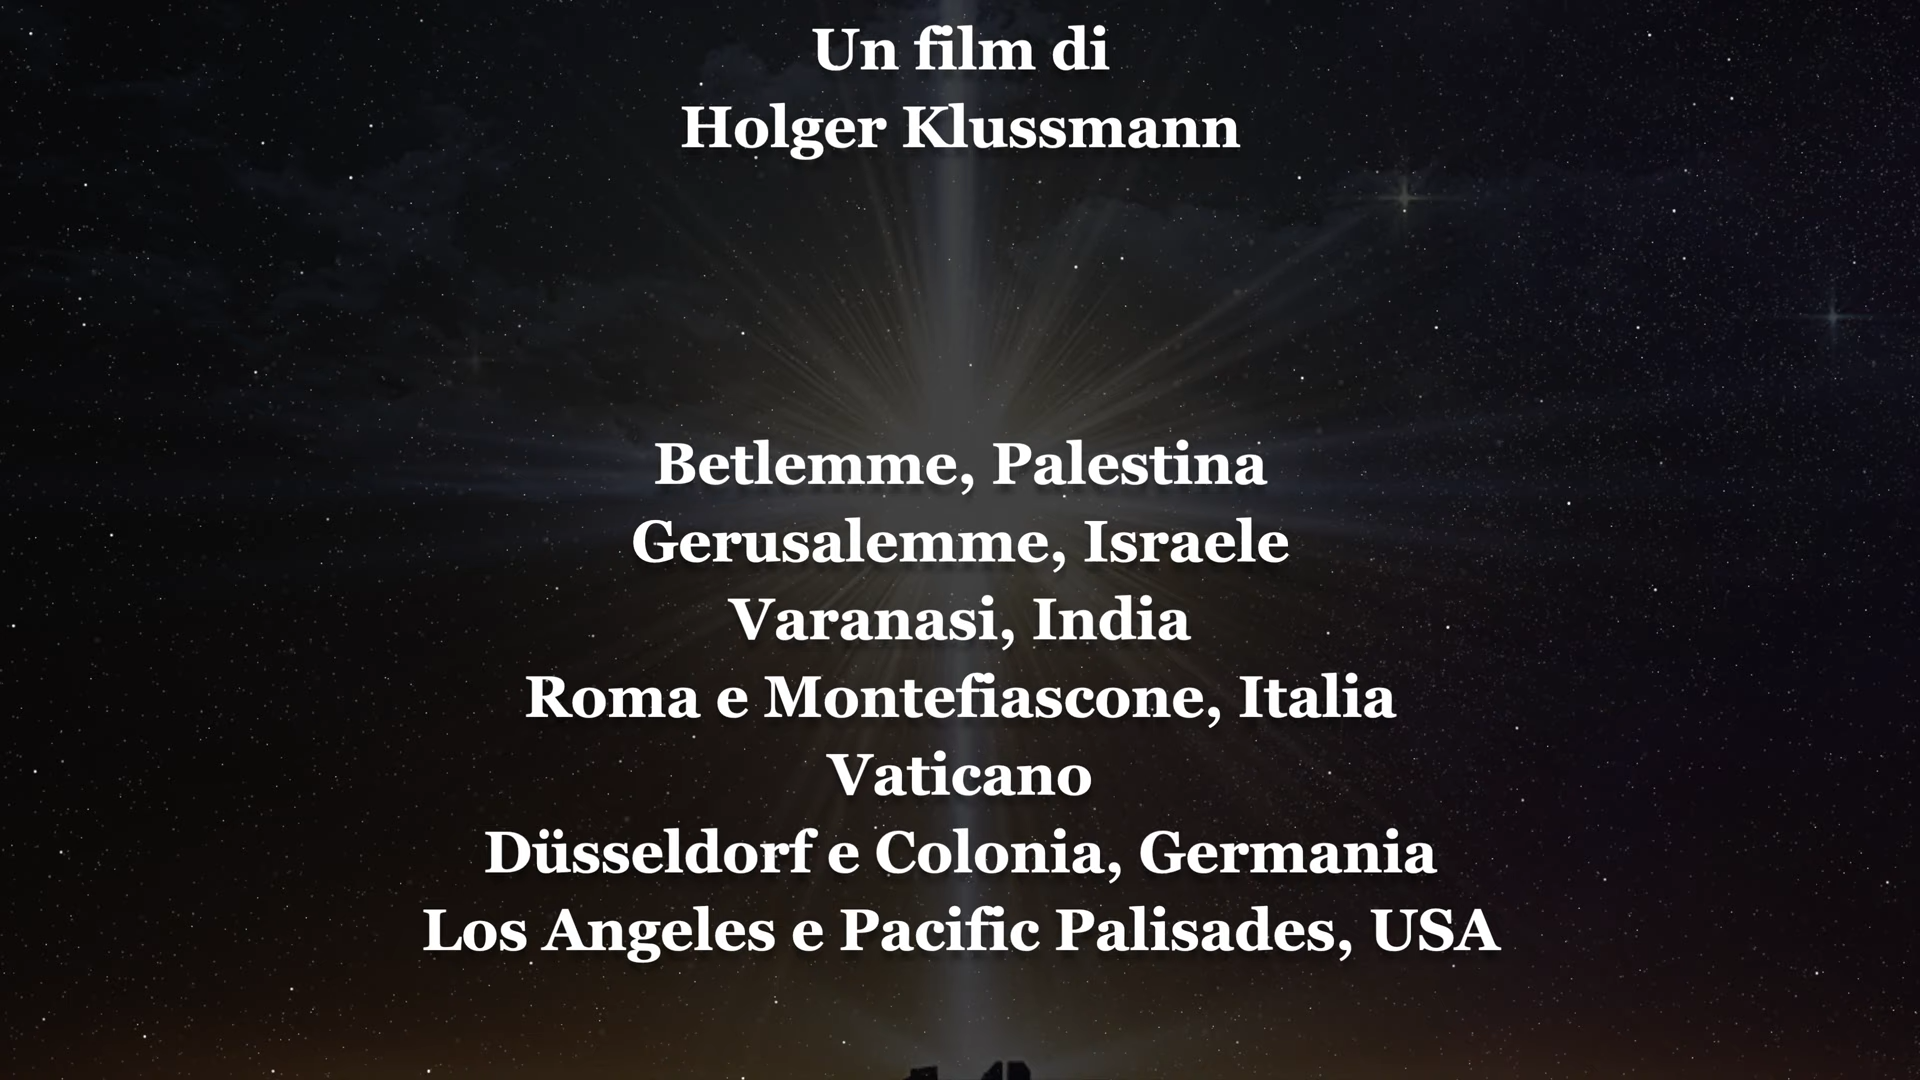 Un film di
Holger Klussmann
Betlemme, Palestina
Gerusalemme, Israele
Varanasi, India
Roma e Montefiascone, Italia
Vaticano
Düsseldorf e Colonia, Germania
Los Angeles e Pacific Palisades, USA